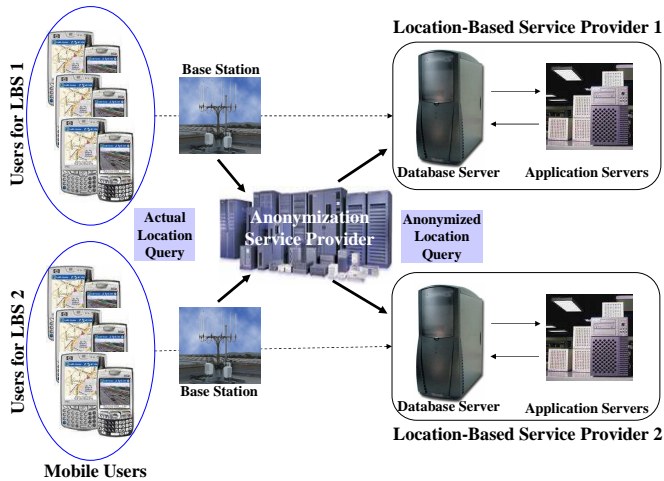 Location-Based Service Provider 1
Users for LBS 1
Base Station
Database Server
Application Servers
Actual
Location
Query
Anonymization
Service Provider
Anonymized
Location
Query
Users for LBS 2
Base Station
Database Server
Application Servers
Location-Based Service Provider 2
Mobile Users